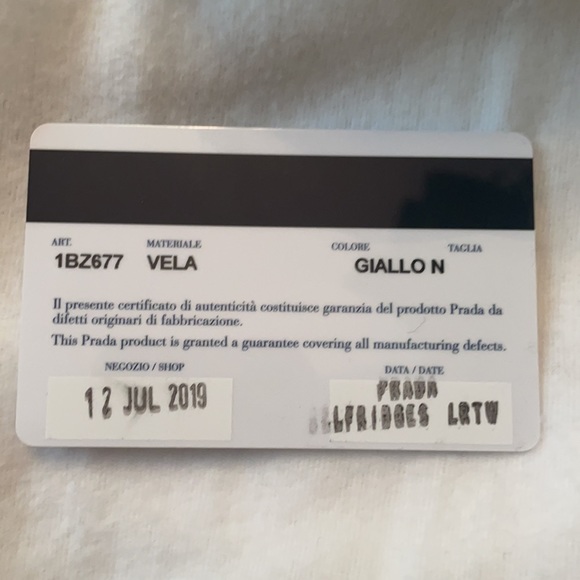 ART. MATERIALE COLORE TAGLIA
1BZ677 VELA GIALLO N
Il presente certificato di autenticità costituisce garanzia del prodotto Prada da
difetti originari di fabbricazione.
This Prada product is granted a guarantee covering all manufacturing defects.
NEGOZIO / SHOP DATA / DATE
12 JUL 2019 PRADA
SELFRIDGES LRTW